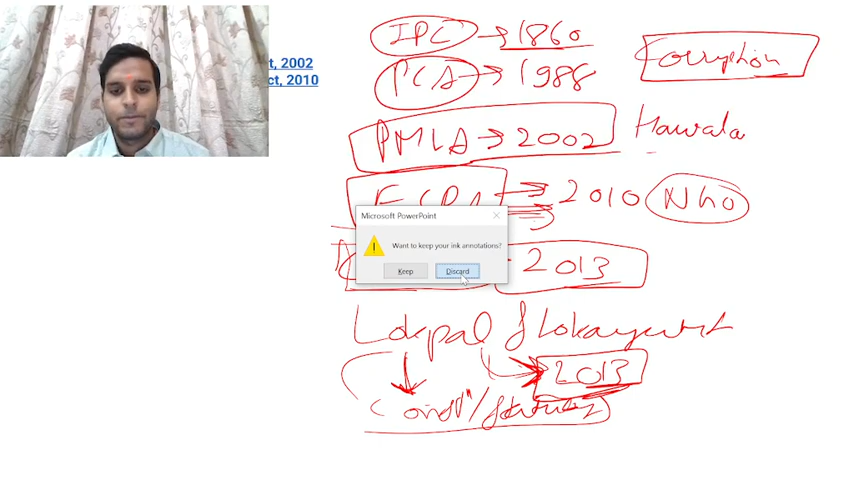 IPC → 1860
Corruption
t, 2002
ct, 2010
PCA → 1988
PMLA → 2002 Hawala
FCRA → 2010 NGO
Microsoft PowerPoint
Want to keep your ink annotations?
Keep Discard
2013
Lokpal & Lokayukt
2013